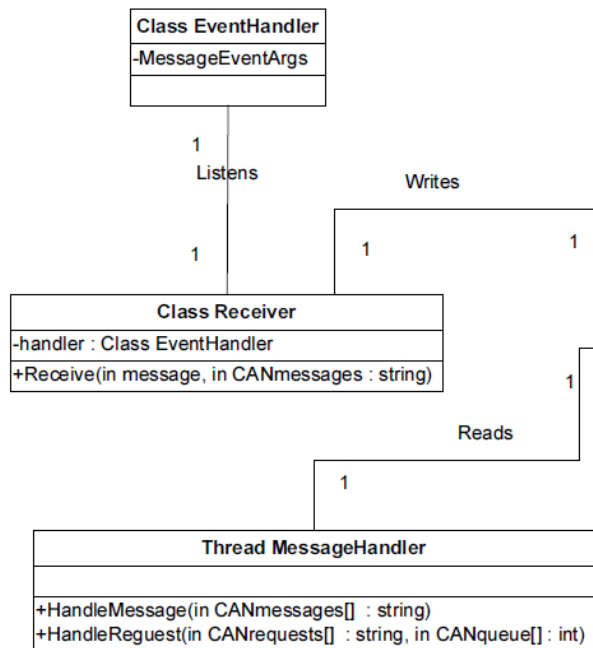 Class EventHandler
-MessageEventArgs
1
Listens
Writes
1
1
1
Class Receiver
-handler : Class EventHandler
+Receive(in message, in CANmessages : string)
1
Reads
1
Thread MessageHandler
+HandleMessage(in CANmessages[] : string)
+HandleReguest(in CANrequests[] : string, in CANqueue[] : int)